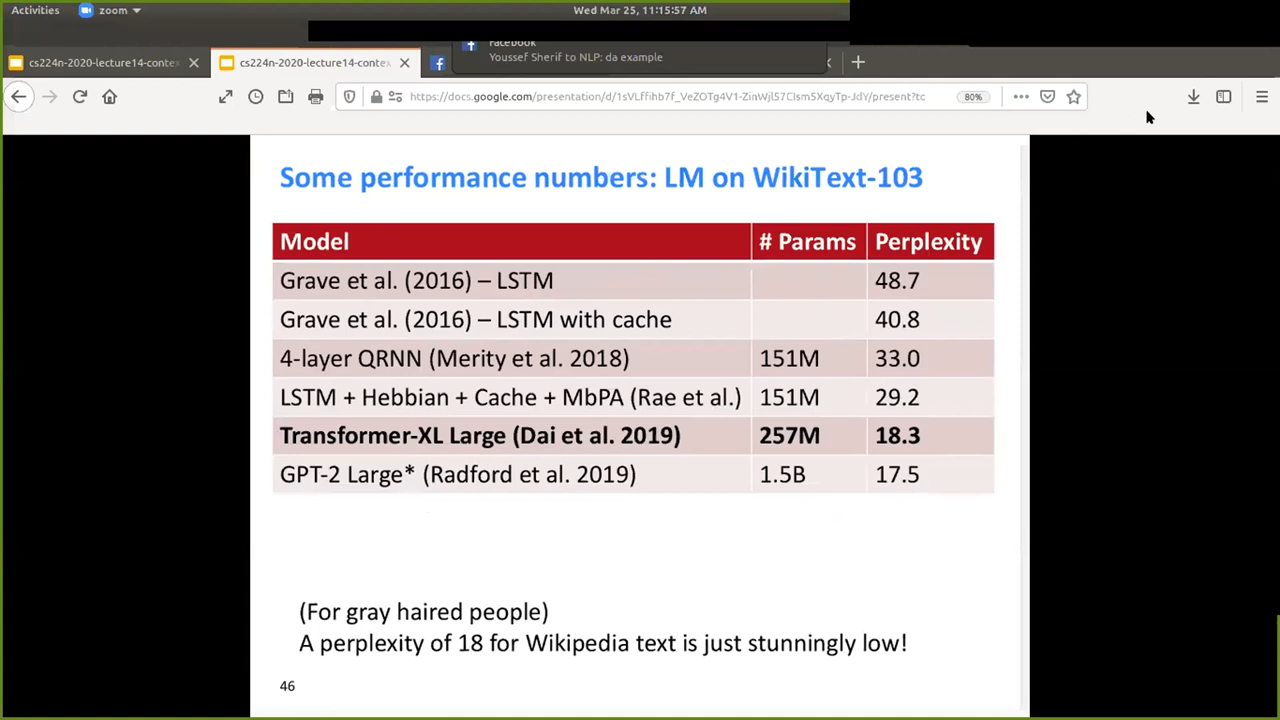 Activities zoom Wed Mar 25, 11:15:57 AM
Facebook
cs224n-2020-lecture14-contex cs224n-2020-lecture14-contex Youssef Sherif to NLP: da example
https://docs.google.com/presentation/d/1sVLffihb7f_VeZOTg4V1-ZinWjl57CIsm5XqyTp-JdY/present?tc 80%
Some performance numbers: LM on WikiText-103
Model # Params Perplexity
Grave et al. (2016) – LSTM 48.7
Grave et al. (2016) – LSTM with cache 40.8
4-layer QRNN (Merity et al. 2018) 151M 33.0
LSTM + Hebbian + Cache + MbPA (Rae et al.) 151M 29.2
Transformer-XL Large (Dai et al. 2019) 257M 18.3
GPT-2 Large* (Radford et al. 2019) 1.5B 17.5
(For gray haired people)
A perplexity of 18 for Wikipedia text is just stunningly low!
46